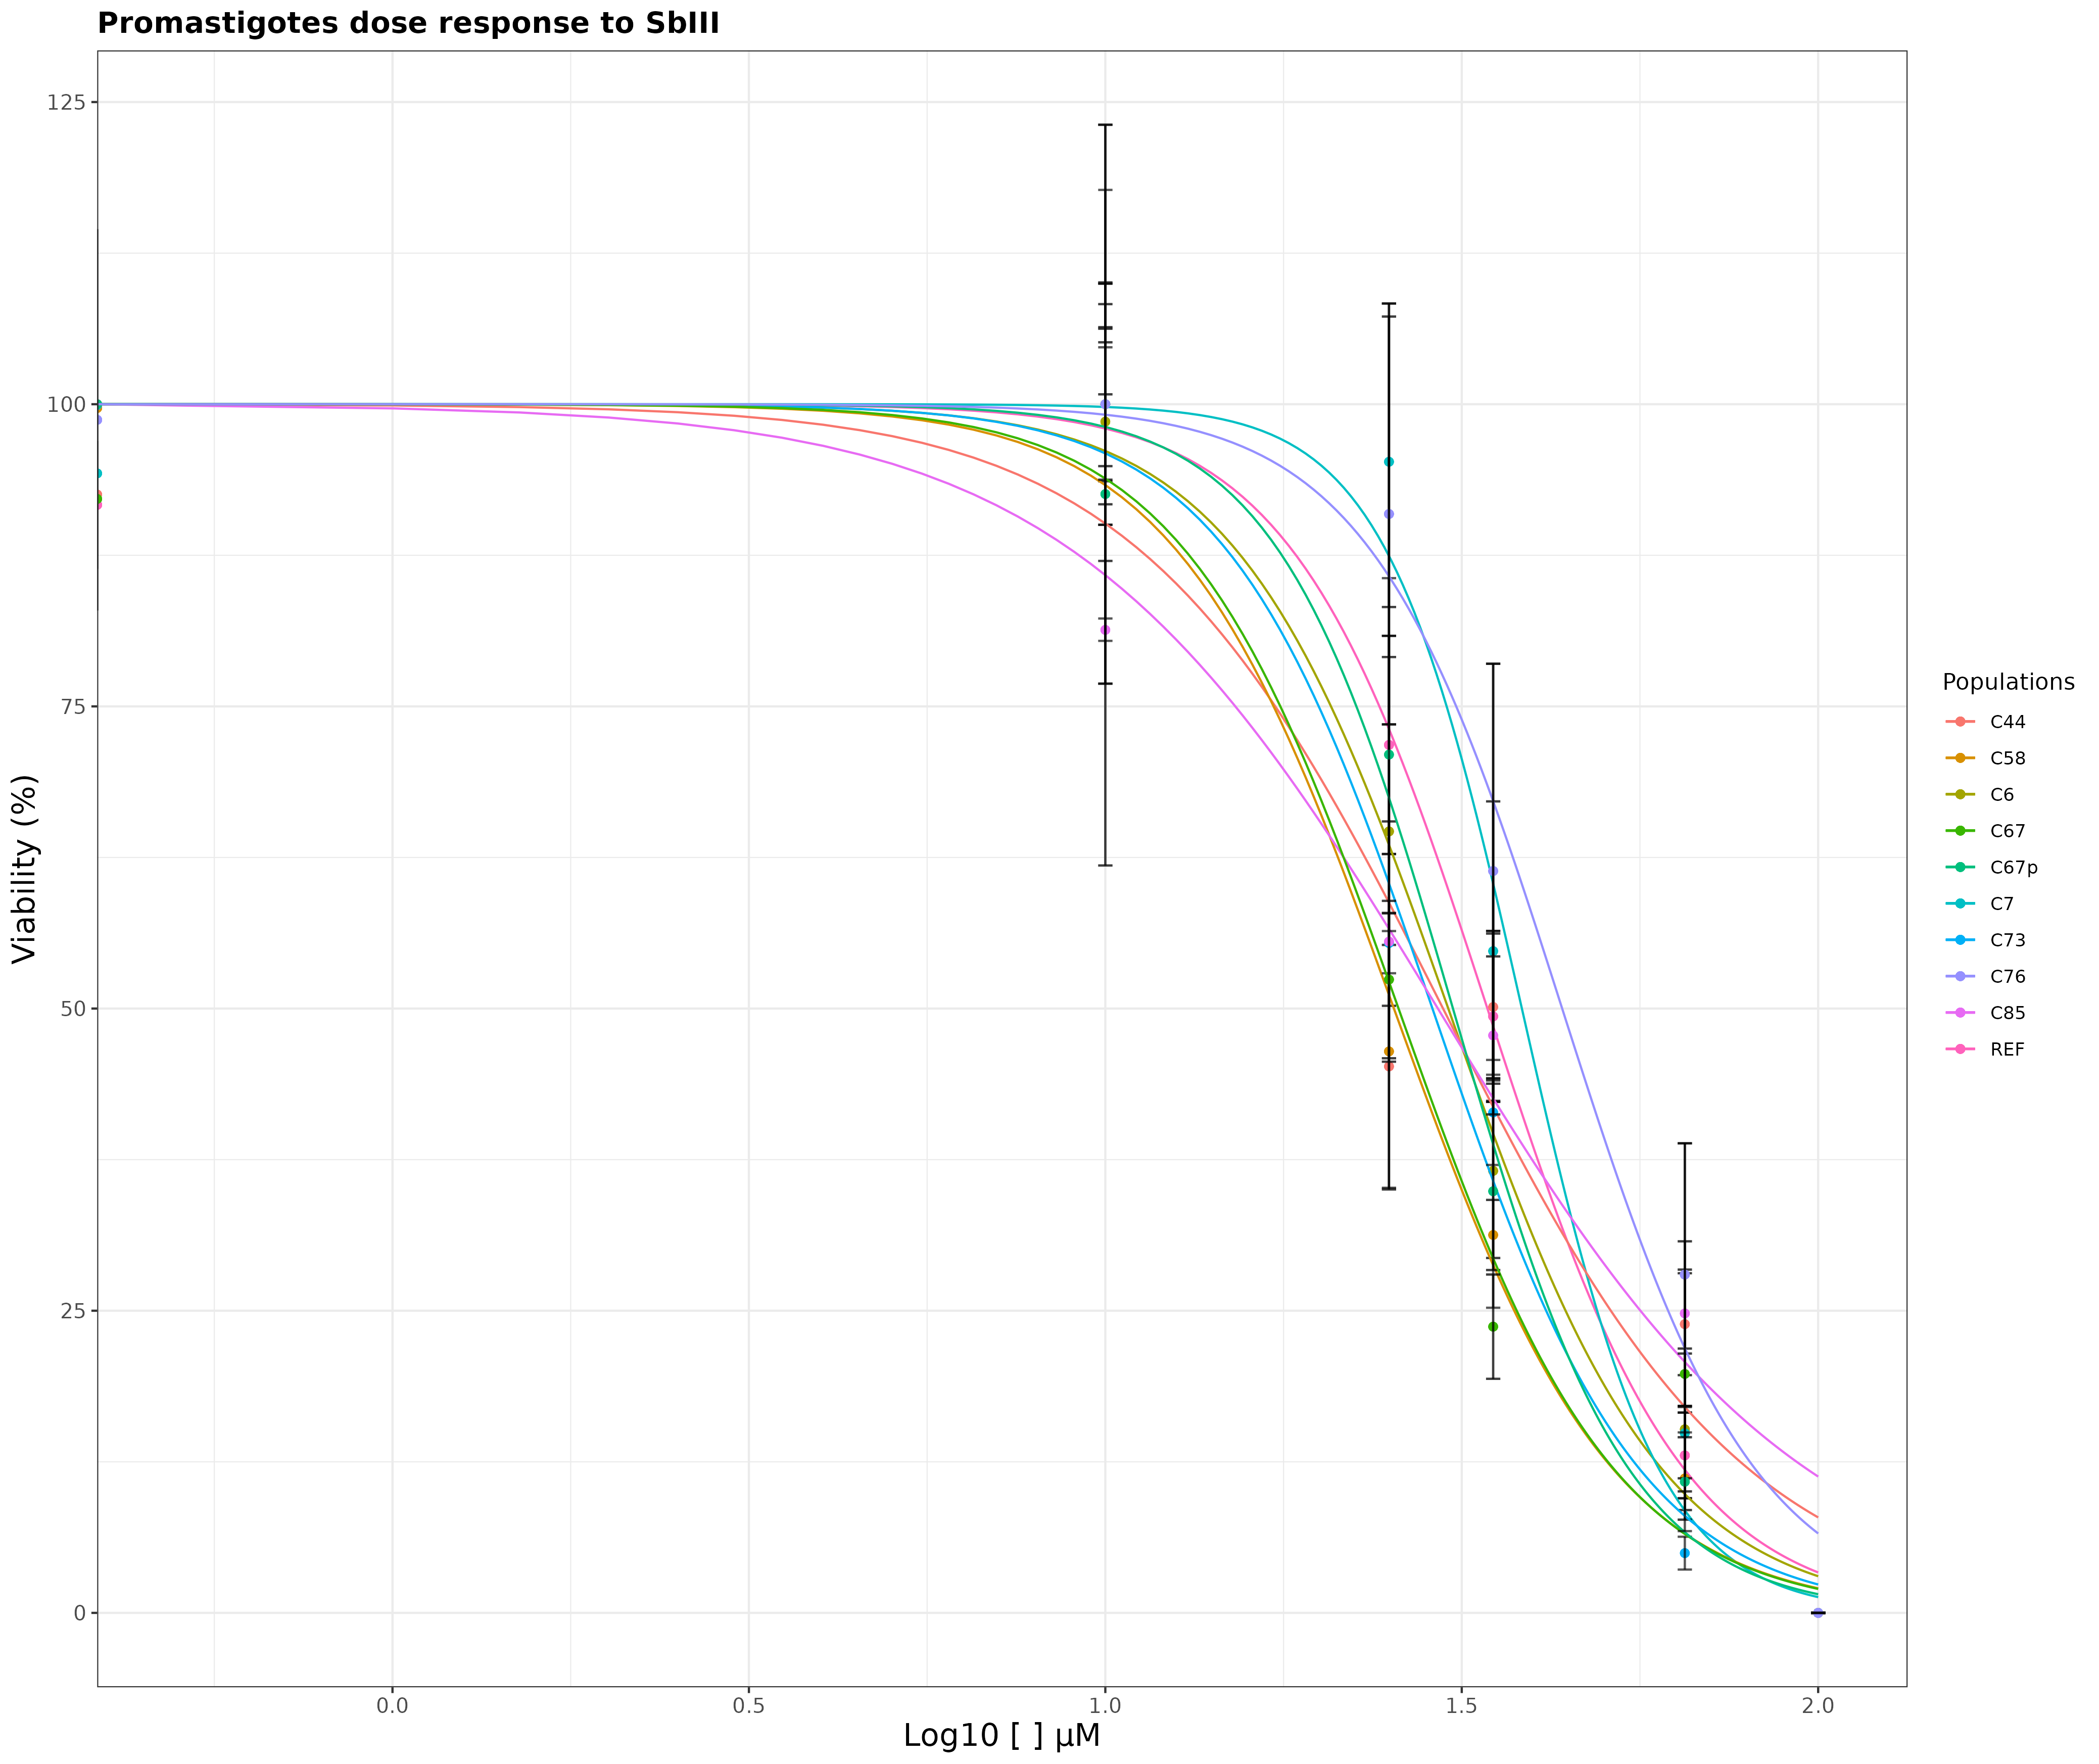 Promastigotes dose response to SbIII
125
100
75
50
25
0
Viability (%)
0.0 0.5 1.0 1.5 2.0
Log10 [ ] µM
Populations
C44
C58
C6
C67
C67p
C7
C73
C76
C85
REF